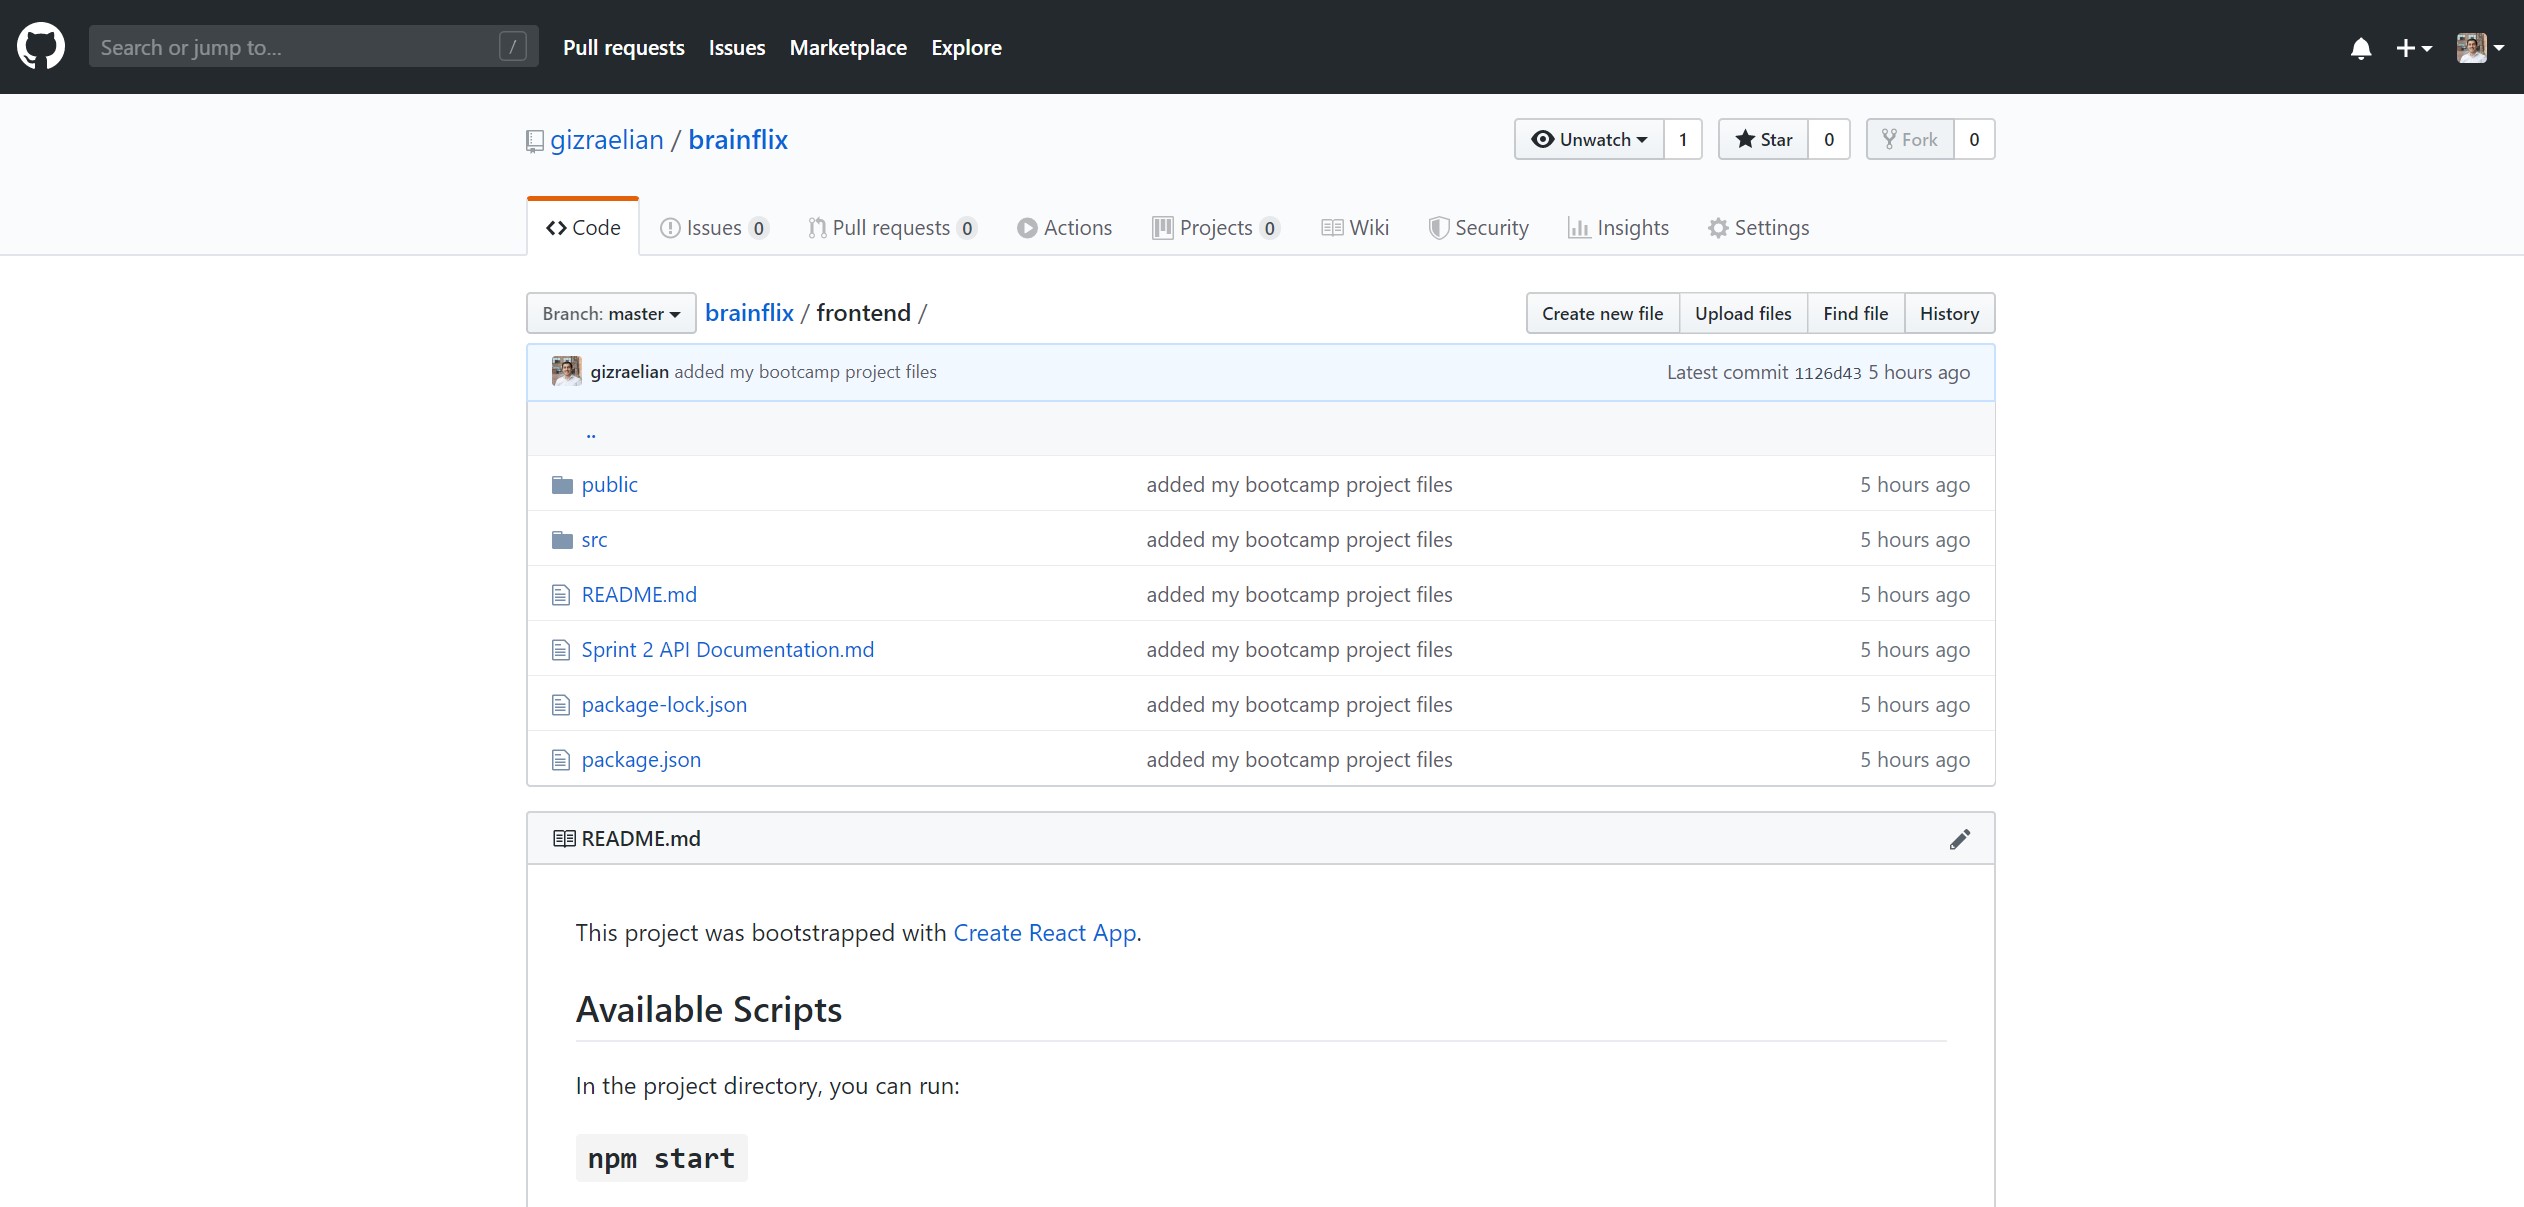 Search or jump to... /
Pull requests Issues Marketplace Explore
gizraelian / brainflix
Unwatch 1 Star 0 Fork 0
Code Issues 0 Pull requests 0 Actions Projects 0 Wiki Security Insights Settings
Branch: master brainflix / frontend /
Create new file Upload files Find file History
gizraelian added my bootcamp project files Latest commit 1126d43 5 hours ago
..
public added my bootcamp project files 5 hours ago
src added my bootcamp project files 5 hours ago
README.md added my bootcamp project files 5 hours ago
Sprint 2 API Documentation.md added my bootcamp project files 5 hours ago
package-lock.json added my bootcamp project files 5 hours ago
package.json added my bootcamp project files 5 hours ago
README.md
This project was bootstrapped with Create React App.
Available Scripts
In the project directory, you can run:
npm start